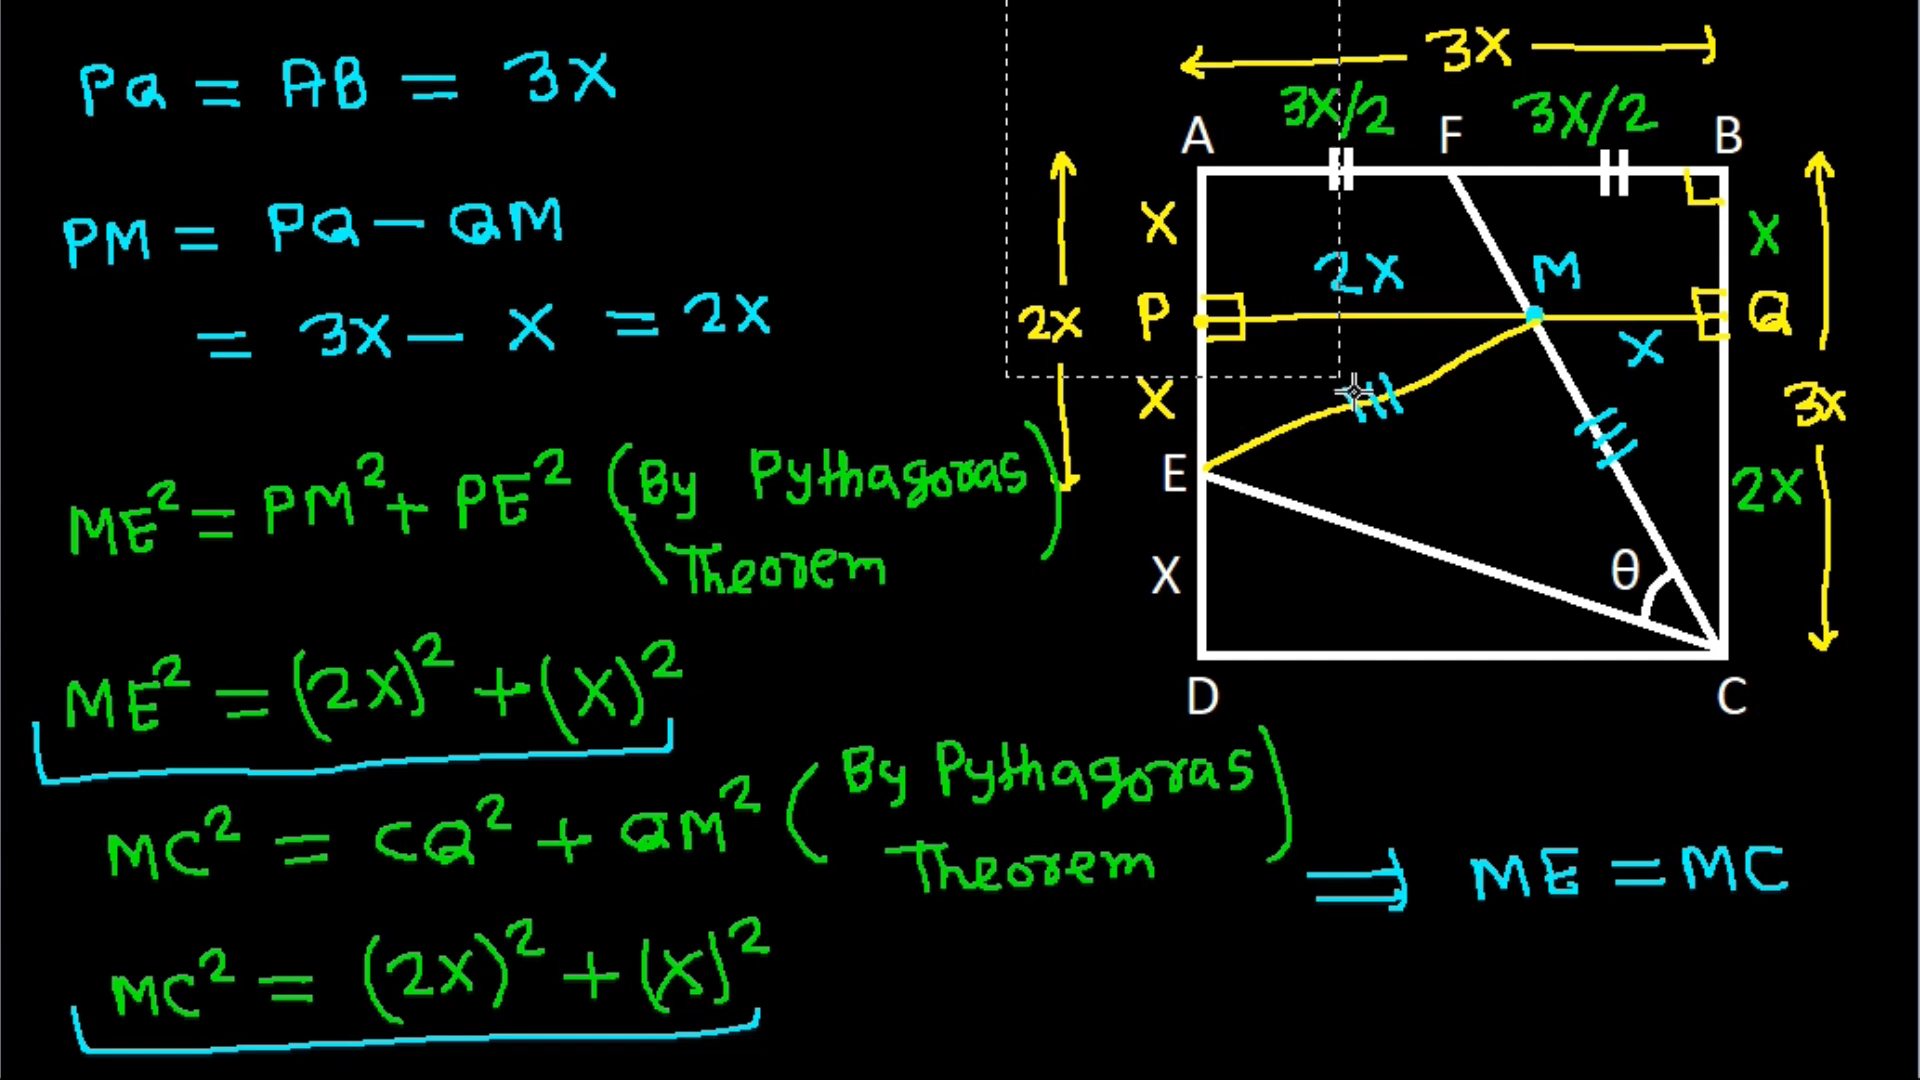 PQ = AB = 3X
PM = PQ - QM
= 3X - X = 2X
ME² = PM² + PE² (By Pythagoras Theorem)
ME² = (2X)² + (X)²
MC² = CQ² + QM² (By Pythagoras Theorem)
MC² = (2X)² + (X)²
⇒ ME = MC
3X
3X/2 3X/2
A F B
X X
2X M
2X P Q
X X
3X
E 2X
X θ
D C